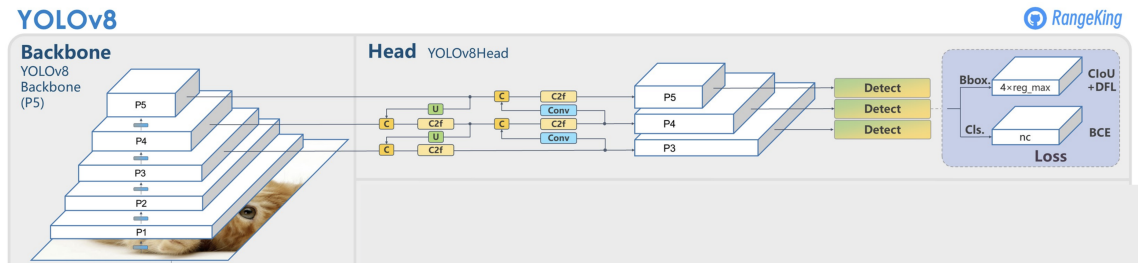 YOLOv8
RangeKing
Backbone
YOLOv8
Backbone
(P5)
P5
P4
P3
P2
P1
Head YOLOv8Head
C C2f
U Conv
C C2f C C2f
U Conv
C C2f
P5
P4
P3
Detect
Detect
Detect
Bbox. 4×reg_max CIoU
+DFL
Cls. nc BCE
Loss